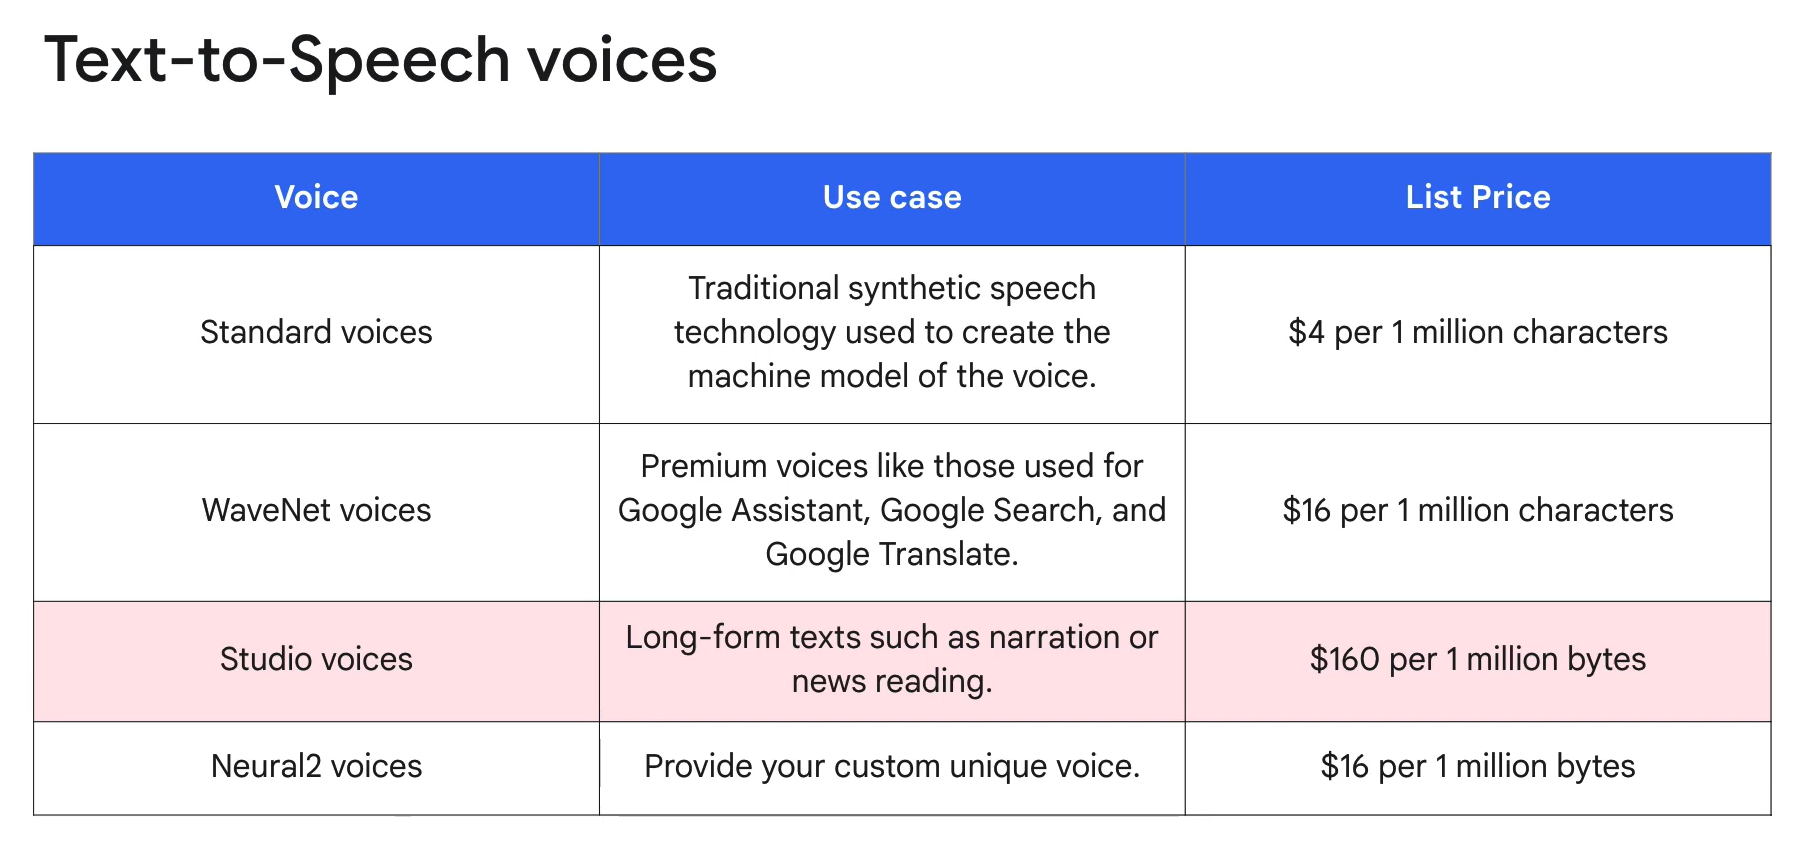 Text-to-Speech voices
Voice
Use case
List Price
Standard voices
Traditional synthetic speech
technology used to create the
machine model of the voice.
$4 per 1 million characters
WaveNet voices
Premium voices like those used for
Google Assistant, Google Search, and
Google Translate.
$16 per 1 million characters
Studio voices
Long-form texts such as narration or
news reading.
$160 per 1 million bytes
Neural2 voices
Provide your custom unique voice.
$16 per 1 million bytes